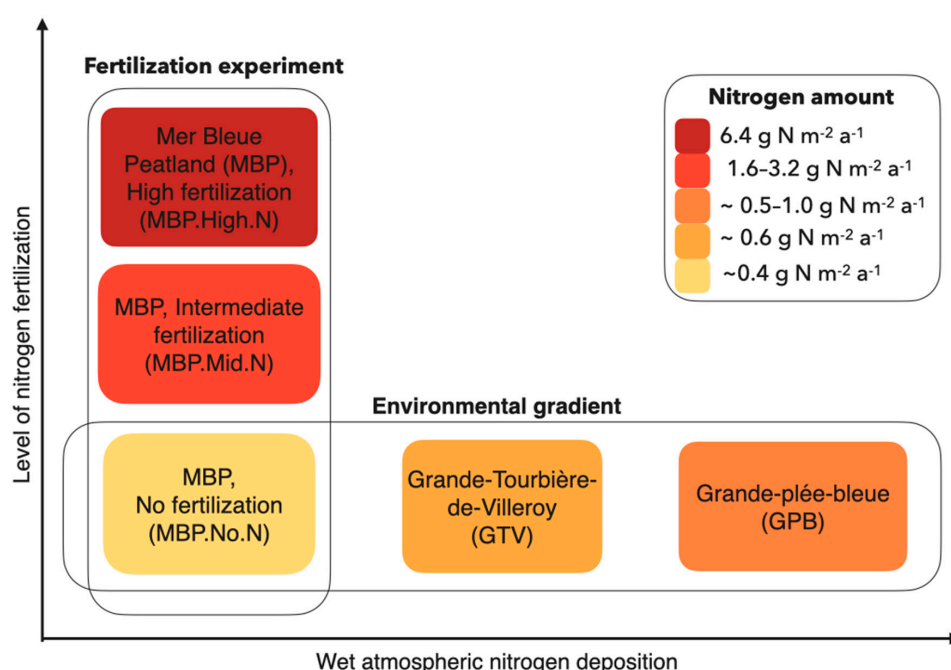 Fertilization experiment
Mer Bleue
Peatland (MBP),
High fertilization
(MBP.High.N)
MBP, Intermediate
fertilization
(MBP.Mid.N)
Nitrogen amount
6.4 g N m⁻² a⁻¹
1.6–3.2 g N m⁻² a⁻¹
~ 0.5–1.0 g N m⁻² a⁻¹
~ 0.6 g N m⁻² a⁻¹
~0.4 g N m⁻² a⁻¹
Level of nitrogen fertilization
Environmental gradient
MBP,
No fertilization
(MBP.No.N)
Grande-Tourbière-
de-Villeroy
(GTV)
Grande-plée-bleue
(GPB)
Wet atmospheric nitrogen deposition